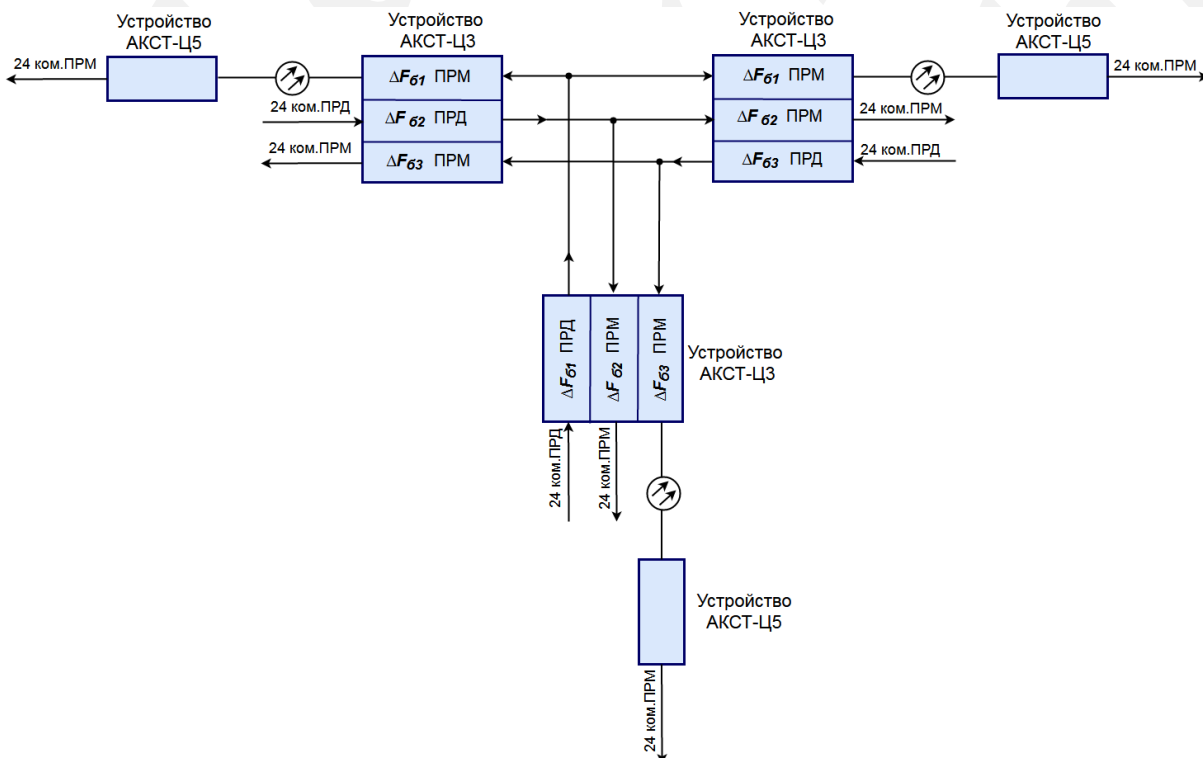 Устройство
АКСТ-Ц5
Устройство
АКСТ-Ц3
Устройство
АКСТ-Ц3
Устройство
АКСТ-Ц5
24 ком.ПРМ
ΔFб1 ПРМ
ΔFб1 ПРМ
24 ком.ПРМ
24 ком.ПРД
ΔFб2 ПРД
ΔFб2 ПРМ
24 ком.ПРМ
24 ком.ПРМ
ΔFб3 ПРМ
ΔFб3 ПРД
24 ком.ПРД
ΔFб1 ПРД
ΔFб2 ПРМ
ΔFб3 ПРМ
Устройство
АКСТ-Ц3
24 ком.ПРД
24 ком.ПРМ
Устройство
АКСТ-Ц5
24 ком.ПРМ